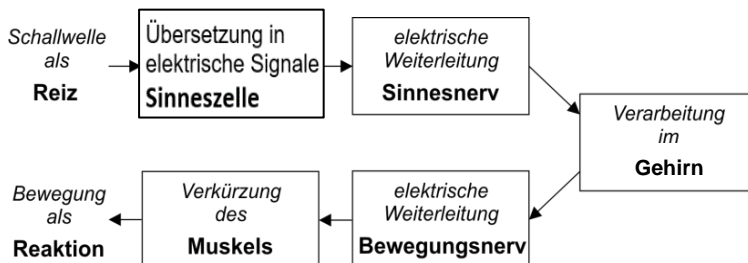 Schallwelle
als
Reiz
Übersetzung in
elektrische Signale
Sinneszelle
elektrische
Weiterleitung
Sinnesnerv
Verarbeitung
im
Gehirn
elektrische
Weiterleitung
Bewegungsnerv
Verkürzung
des
Muskels
Bewegung
als
Reaktion